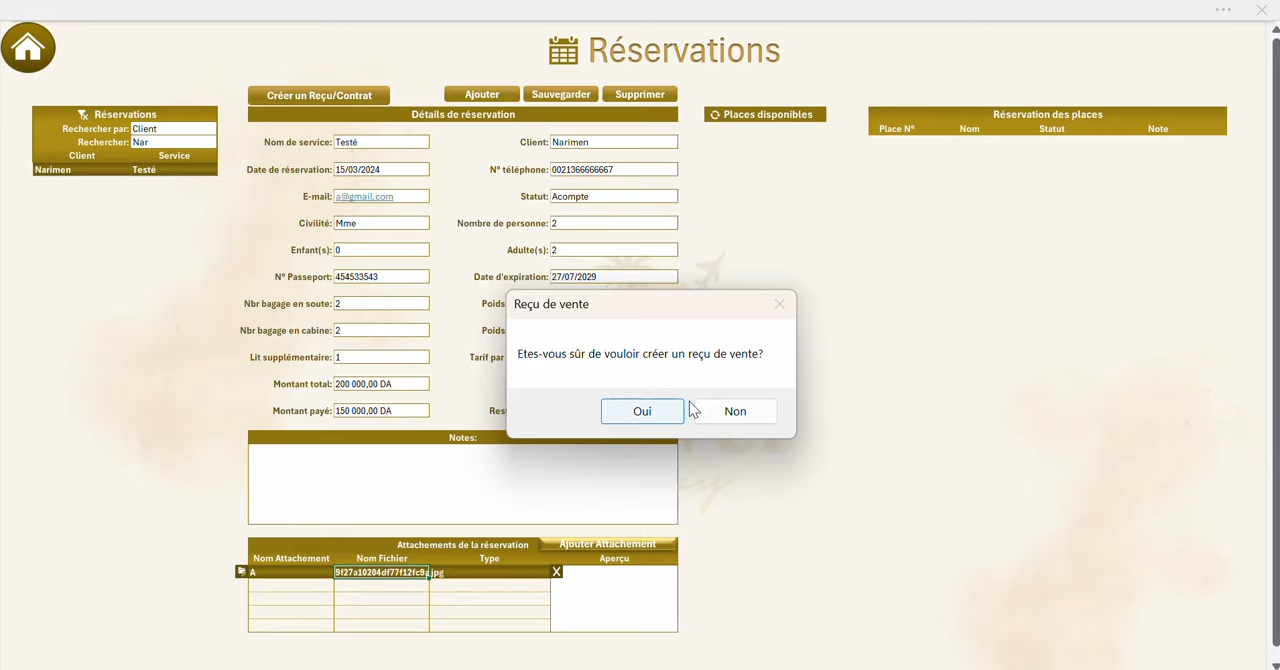 Réservations
Créer un Reçu/Contrat
Ajouter
Sauvegarder
Supprimer
Réservations
Rechercher par: Client
Rechercher: Nar
Client Service
Narimen Testé
Détails de réservation
Nom de service: Testé
Client: Narimen
Date de réservation: 15/03/2024
N° téléphone: 0021366666667
E-mail: a@gmail.com
Statut: Acompte
Civilité: Mme
Nombre de personne: 2
Enfant(s): 0
Adulte(s): 2
N° Passeport: 454533543
Date d'expiration: 27/07/2029
Nbr bagage en soute: 2
Poids
Nbr bagage en cabine: 2
Poids
Lit supplémentaire: 1
Tarif par
Montant total: 200 000,00 DA
Montant payé: 150 000,00 DA
Rest
Notes:
Attachements de la réservation
Ajouter Attachement
Nom Attachement Nom Fichier Type Aperçu
A 9f27a10204df77f12fc9a.jpg X
Places disponibles
Réservation des places
Place N° Nom Statut Note
Reçu de vente
Etes-vous sûr de vouloir créer un reçu de vente?
Oui
Non